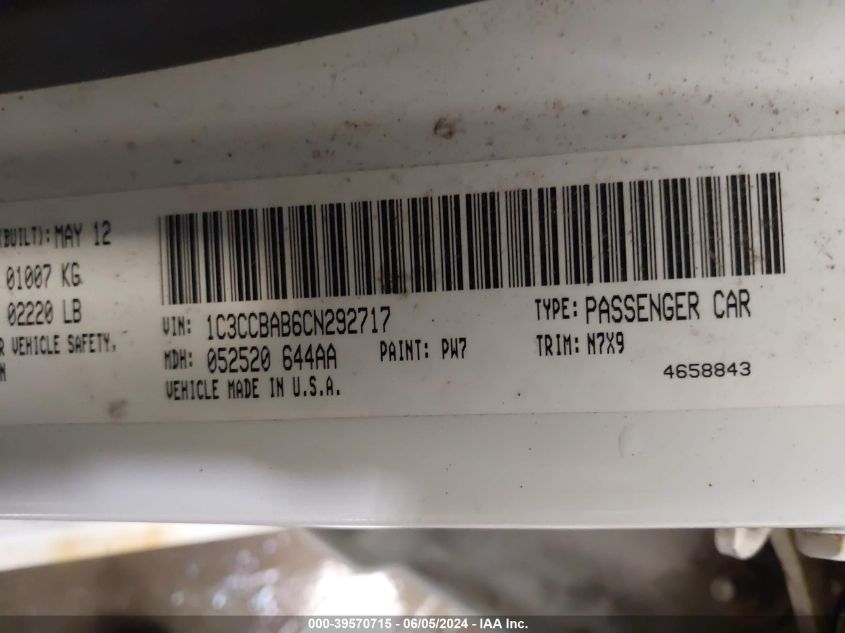 (BUILT): MAY 12
01007 KG
02220 LB
R VEHICLE SAFETY,
N
VIN: 1C3CCBAB6CN292717
TYPE: PASSENGER CAR
MDH: 052520 644AA
PAINT: PW7
TRIM: N7X9
VEHICLE MADE IN U.S.A.
4658843
000-39570715 - 06/05/2024 - IAA Inc.